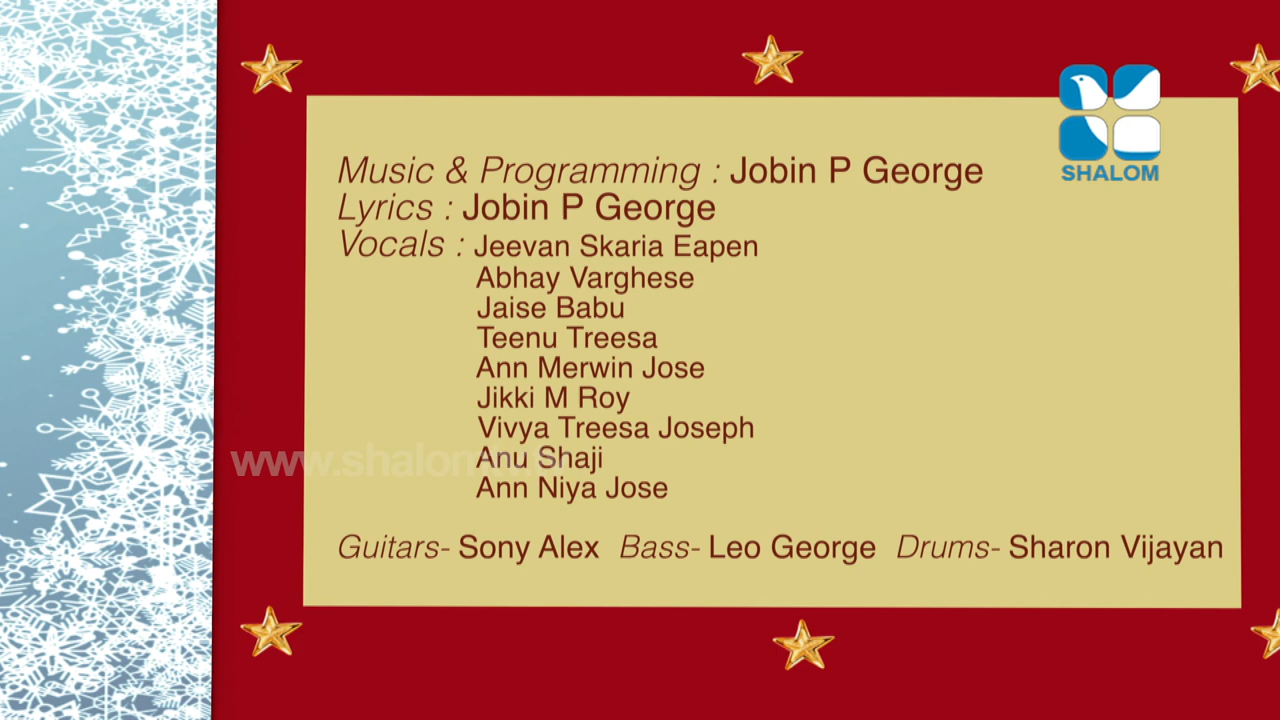 SHALOM
Music & Programming : Jobin P George
Lyrics : Jobin P George
Vocals : Jeevan Skaria Eapen
Abhay Varghese
Jaise Babu
Teenu Treesa
Ann Merwin Jose
Jikki M Roy
Vivya Treesa Joseph
Anu Shaji
Ann Niya Jose
Guitars- Sony Alex Bass- Leo George Drums- Sharon Vijayan